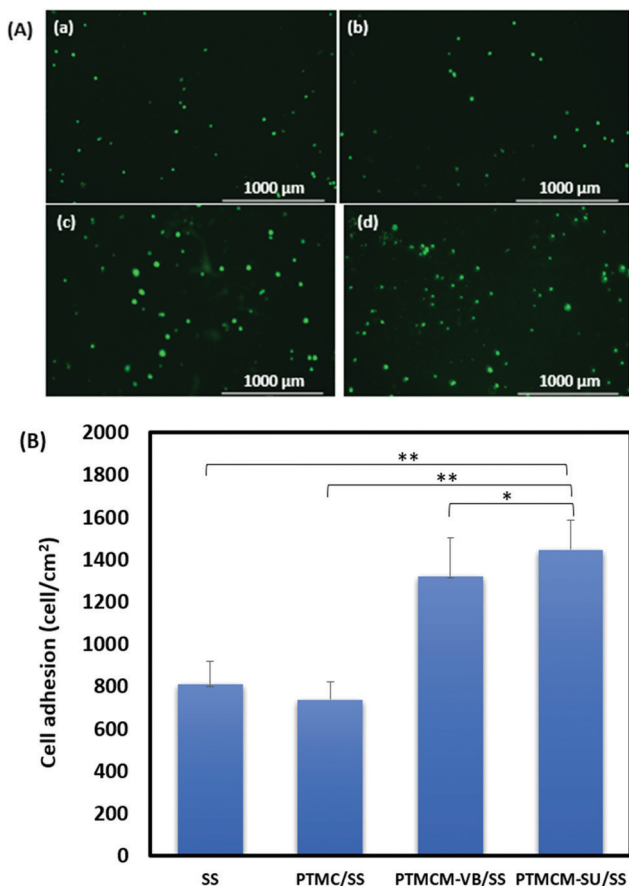 (A)
(a)
(b)
1000 µm
1000 µm
(c)
(d)
1000 µm
1000 µm
(B)
2000
1800
1600
1400
1200
1000
800
600
400
200
0
Cell adhesion (cell/cm²)
**
**
*
SS
PTMC/SS
PTMCM-VB/SS
PTMCM-SU/SS